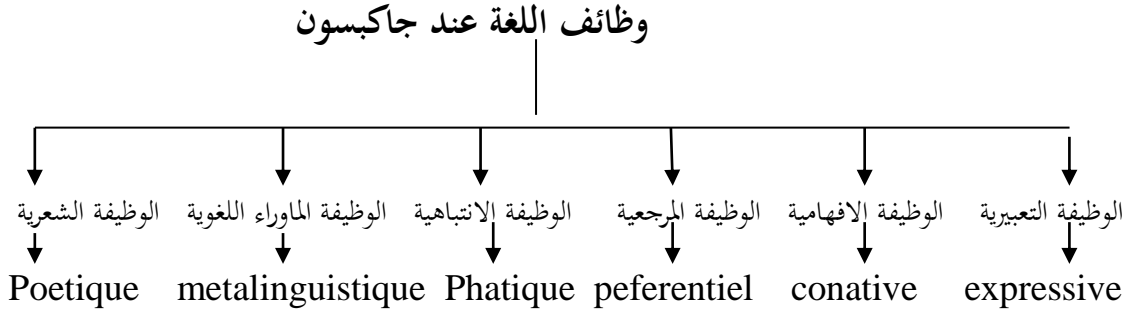 وظائف اللغة عند جاكبسون
الوظيفة التعبيرية الوظيفة الافهامية الوظيفة المرجعية الوظيفة الانتباهية الوظيفة الماوراء اللغوية الوظيفة الشعرية
Poetique metalinguistique Phatique peferentiel conative expressive